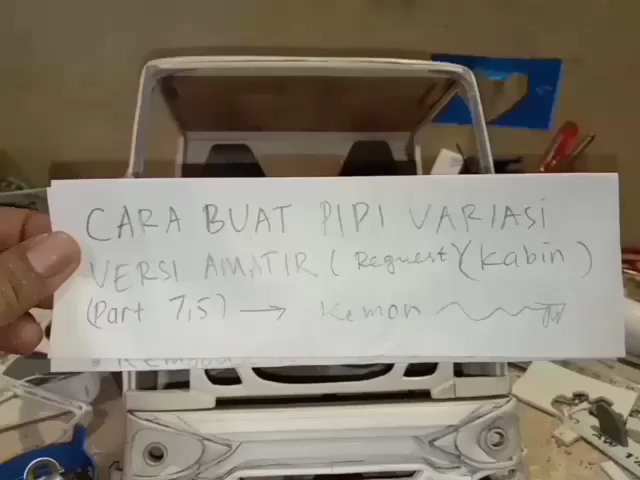 CARA BUAT PIPI VARIASI
VERSI AMATIR (Request) (Kabin)
(Part 7,5) → Kemon